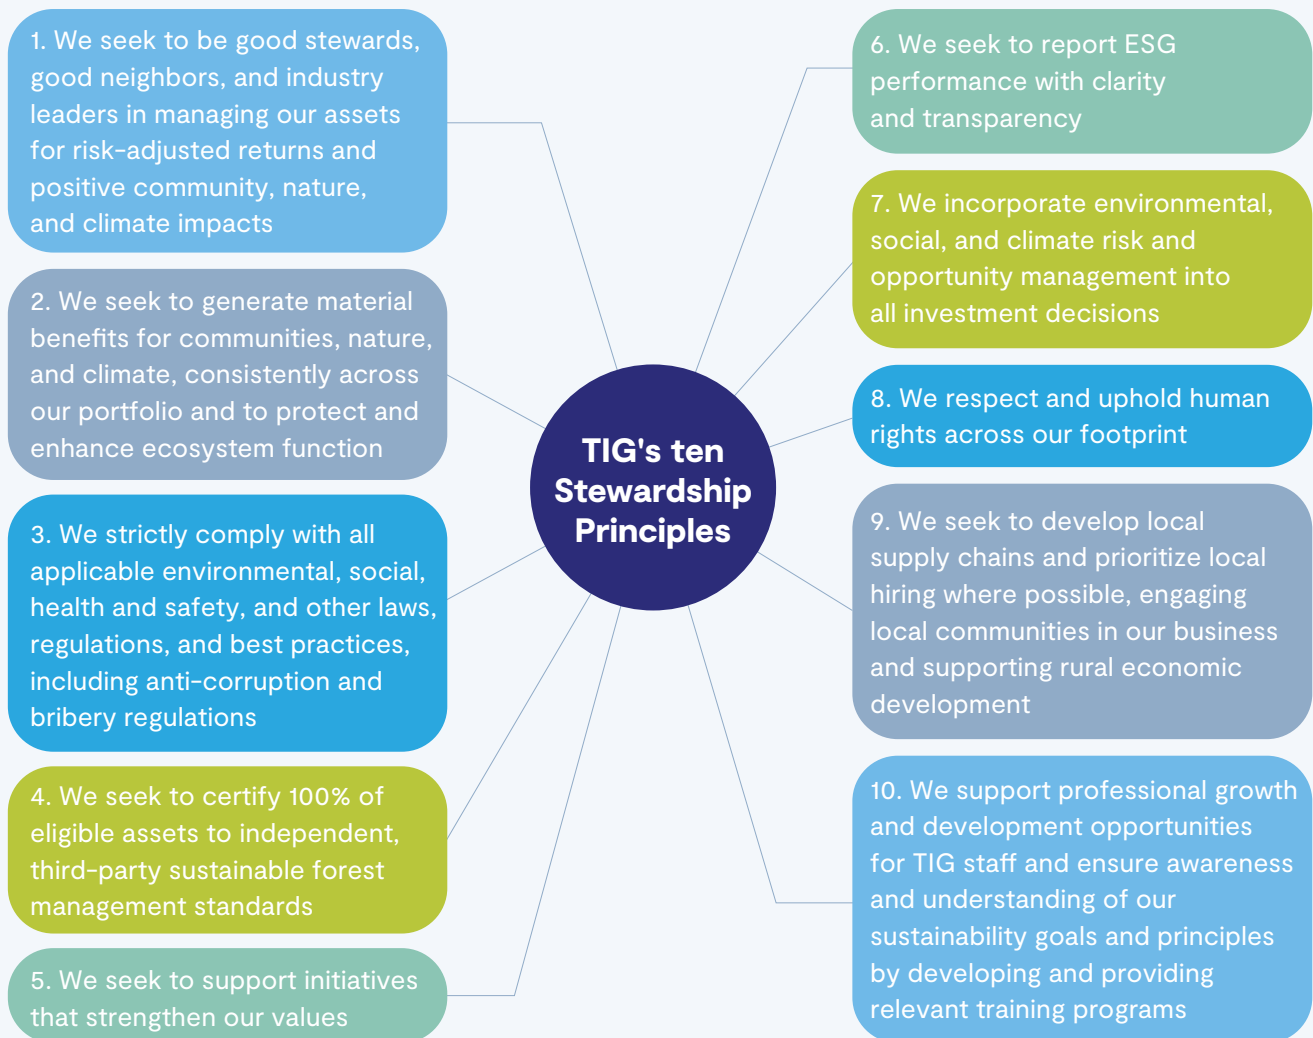 1. We seek to be good stewards,
good neighbors, and industry
leaders in managing our assets
for risk-adjusted returns and
positive community, nature,
and climate impacts
2. We seek to generate material
benefits for communities, nature,
and climate, consistently across
our portfolio and to protect and
enhance ecosystem function
3. We strictly comply with all
applicable environmental, social,
health and safety, and other laws,
regulations, and best practices,
including anti-corruption and
bribery regulations
4. We seek to certify 100% of
eligible assets to independent,
third-party sustainable forest
management standards
5. We seek to support initiatives
that strengthen our values
TIG's ten
Stewardship
Principles
6. We seek to report ESG
performance with clarity
and transparency
7. We incorporate environmental,
social, and climate risk and
opportunity management into
all investment decisions
8. We respect and uphold human
rights across our footprint
9. We seek to develop local
supply chains and prioritize local
hiring where possible, engaging
local communities in our business
and supporting rural economic
development
10. We support professional growth
and development opportunities
for TIG staff and ensure awareness
and understanding of our
sustainability goals and principles
by developing and providing
relevant training programs